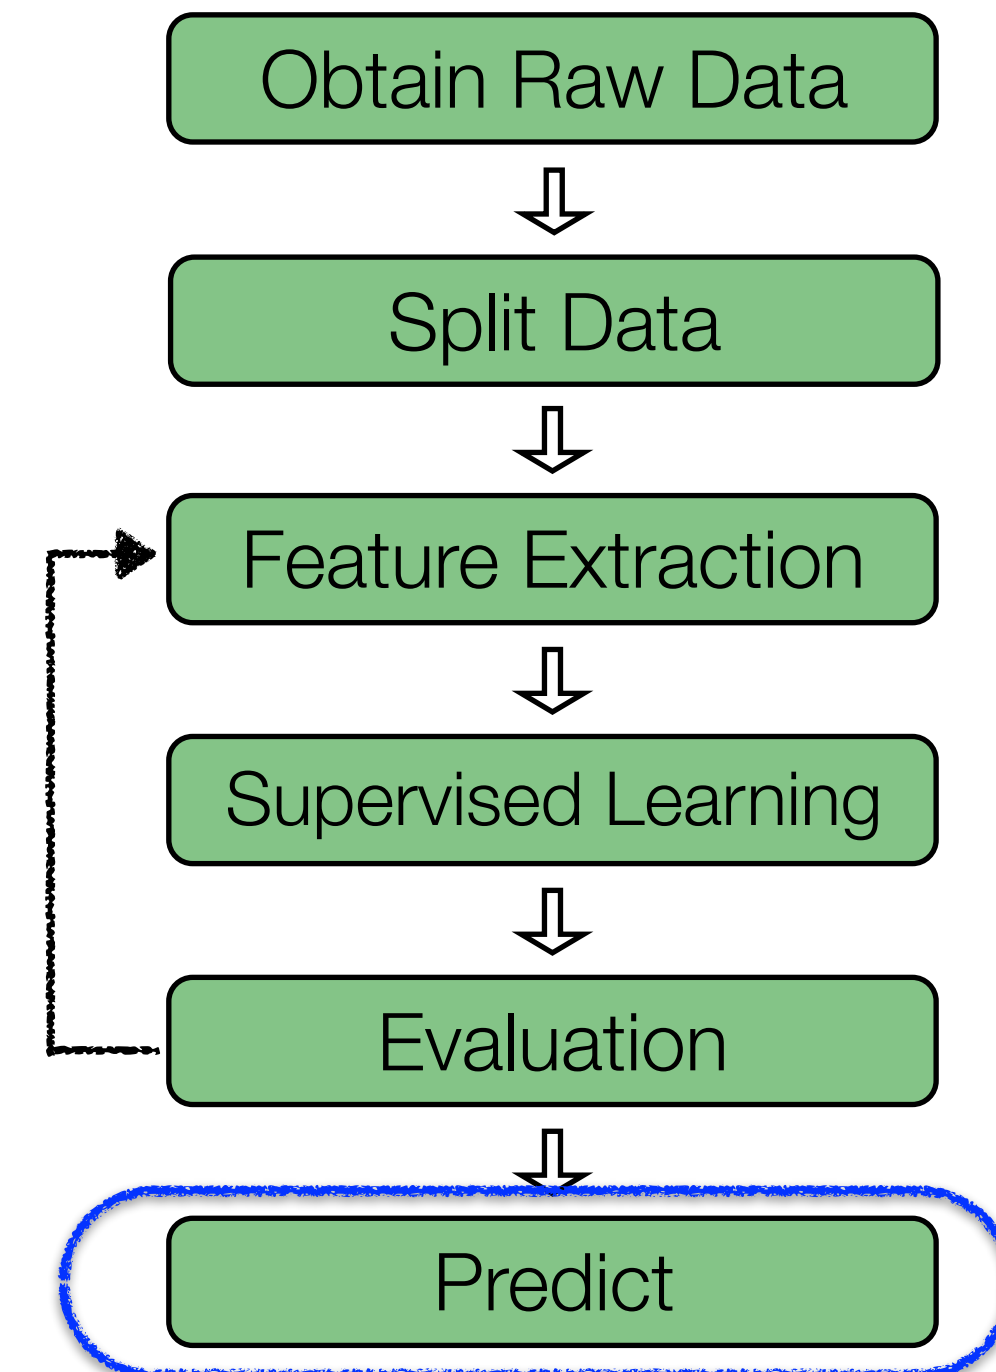 Obtain Raw Data
Split Data
Feature Extraction
Supervised Learning
Evaluation
Predict